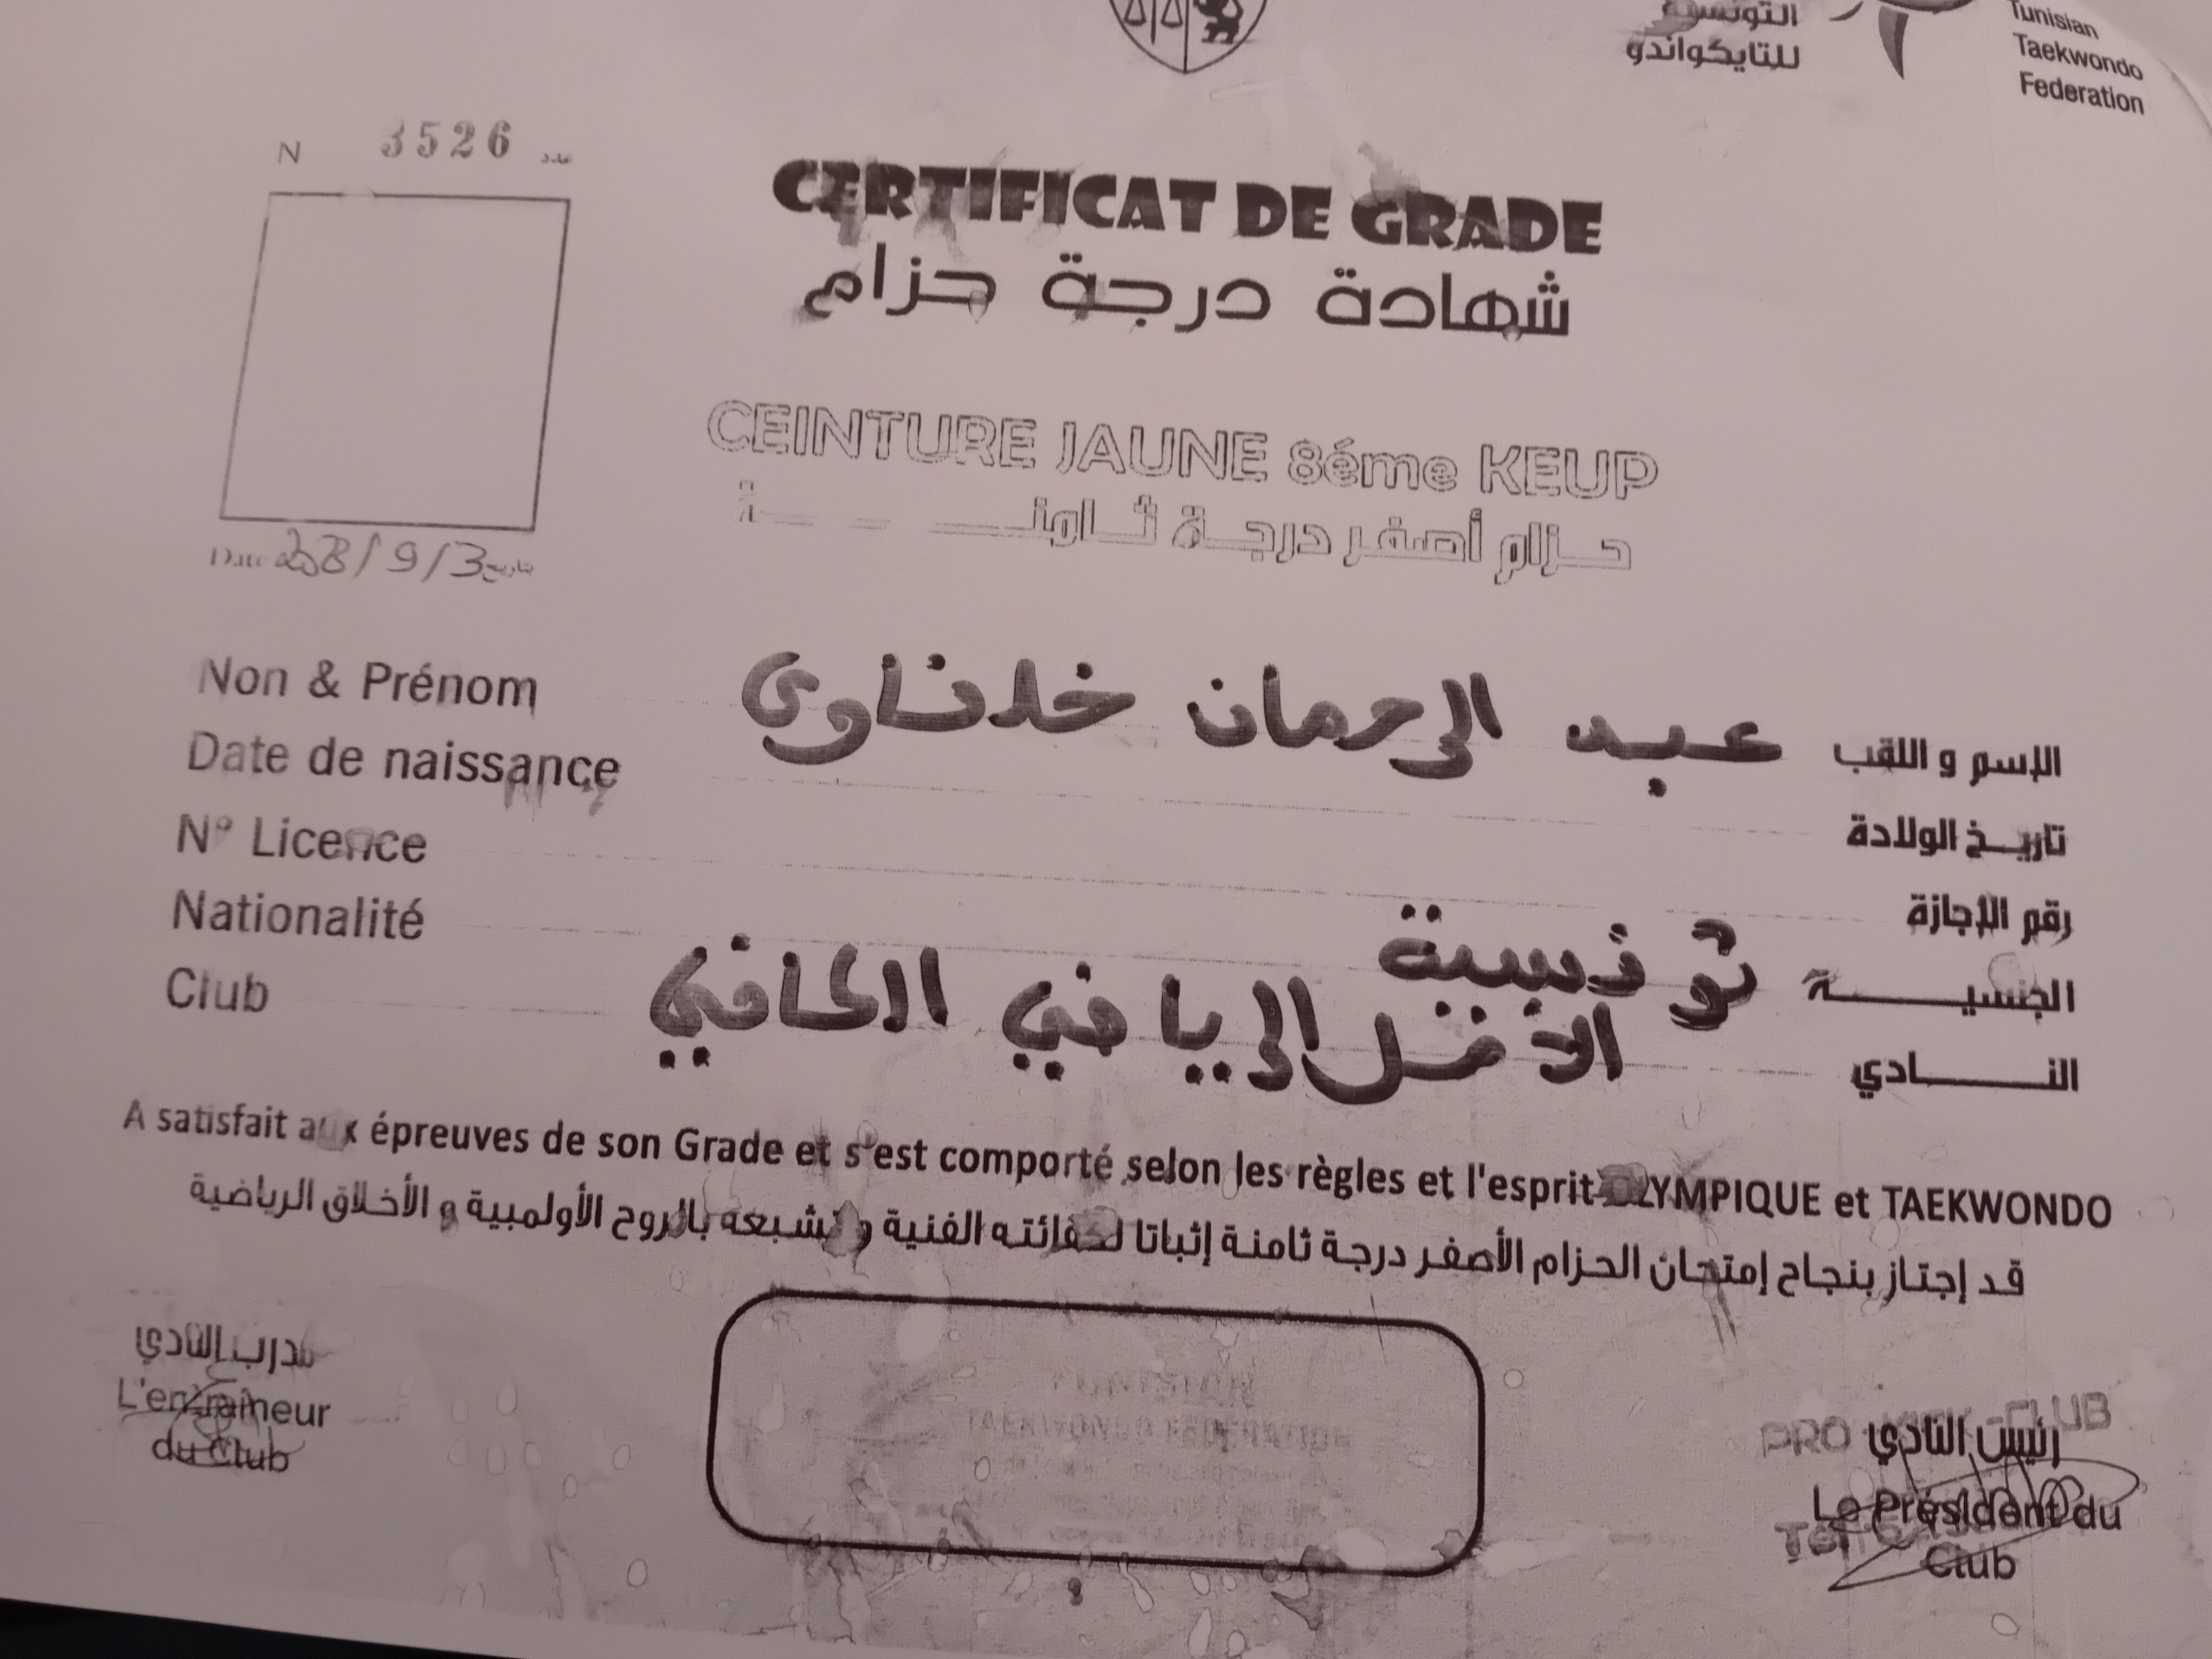 التونسية
للتايكواندو
Tunisian
Taekwondo
Federation
N 3526 عدد
CERTIFICAT DE GRADE
شهادة درجة حزام
CEINTURE JAUNE 8éme KEUP
حزام أصفر درجة ثامنة
Date /9/3 تاريخ
Non & Prénom عبد الرحمان خلفاوي الإسم و اللقب
Date de naissance تاريخ الولادة
N° Licence رقم الإجازة
Nationalité تونسية الجنسية
Club الرياضي الكافي النادي
A satisfait aux épreuves de son Grade et s'est comporté selon les règles et l'esprit OLYMPIQUE et TAEKWONDO
قد إجتاز بنجاح إمتحان الحزام الأصفر درجة ثامنة إثباتا لكفائته الفنية و تشبعه بالروح الأولمبية و الأخلاق الرياضية
مدرب النادي
L'entraineur
du Club
PRO CLUB
رئيس النادي
Le Président du
Club